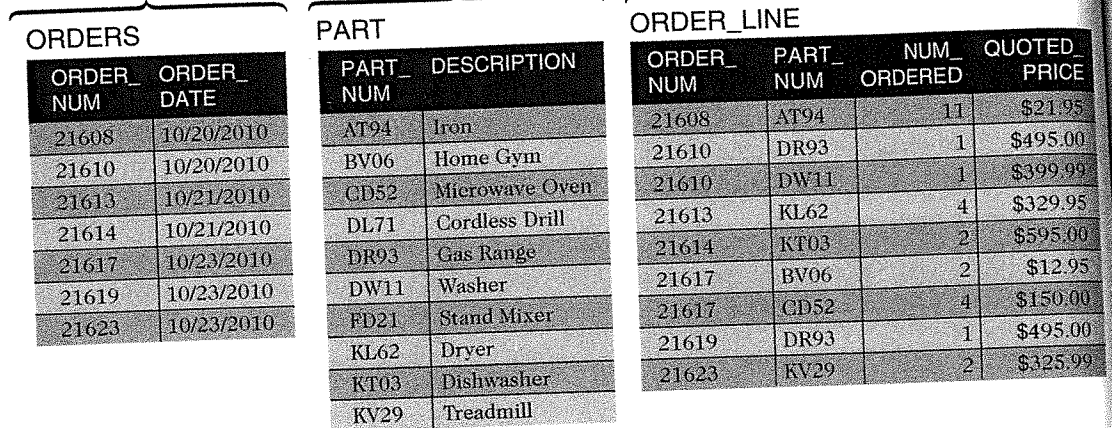 ORDERS
ORDER_ ORDER_
NUM DATE
21608 10/20/2010
21610 10/20/2010
21613 10/21/2010
21614 10/21/2010
21617 10/23/2010
21619 10/23/2010
21623 10/23/2010
PART
PART_ DESCRIPTION
NUM
AT94 Iron
BV06 Home Gym
CD52 Microwave Oven
DL71 Cordless Drill
DR93 Gas Range
DW11 Washer
FD21 Stand Mixer
KL62 Dryer
KT03 Dishwasher
KV29 Treadmill
ORDER_LINE
ORDER_ PART_ NUM_ QUOTED_
NUM NUM ORDERED PRICE
21608 AT94 11 $21.95
21610 DR93 1 $495.00
21610 DW11 1 $399.99
21613 KL62 4 $329.95
21614 KT03 2 $595.00
21617 BV06 2 $12.95
21617 CD52 4 $150.00
21619 DR93 1 $495.00
21623 KV29 2 $325.99